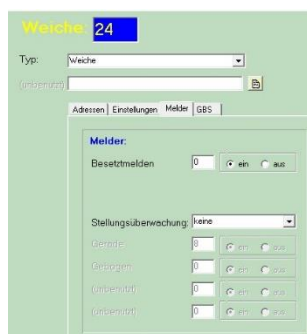 Weiche: 24
Typ: Weiche
(unbenutzt)
Adressen Einstellungen Melder GBS
Melder:
Besetztmelden 0 ein aus
Stellungsüberwachung: keine
Gerade 8 ein aus
Gebogen 0 ein aus
(unbenutzt) 0 ein aus
(unbenutzt) 0 ein aus